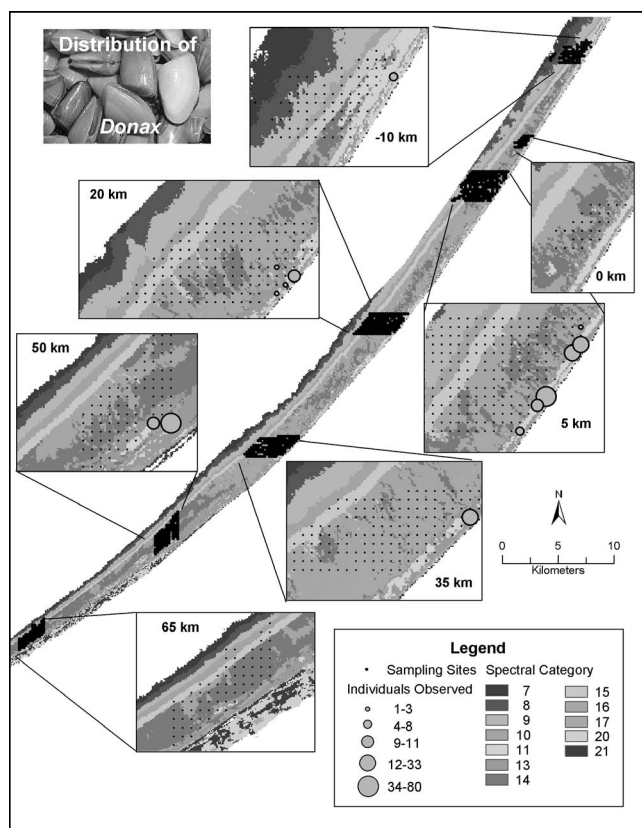 Distribution of
Donax
-10 km
20 km
0 km
50 km
5 km
35 km
N
0 5 10
Kilometers
65 km
Legend
Sampling Sites
Individuals Observed
1-3
4-8
9-11
12-33
34-80
Spectral Category
7
8
9
10
11
13
14
15
16
17
20
21